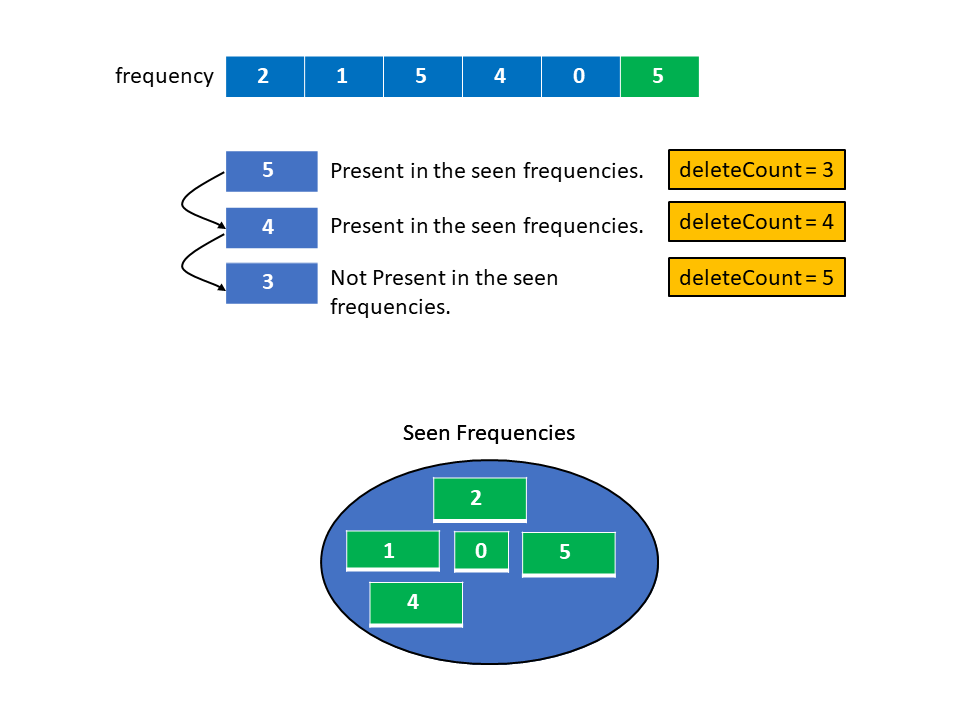 frequency 2 1 5 4 0 5
5 Present in the seen frequencies. deleteCount = 3
4 Present in the seen frequencies. deleteCount = 4
3 Not Present in the seen deleteCount = 5
frequencies.
Seen Frequencies
2
1 0 5
4